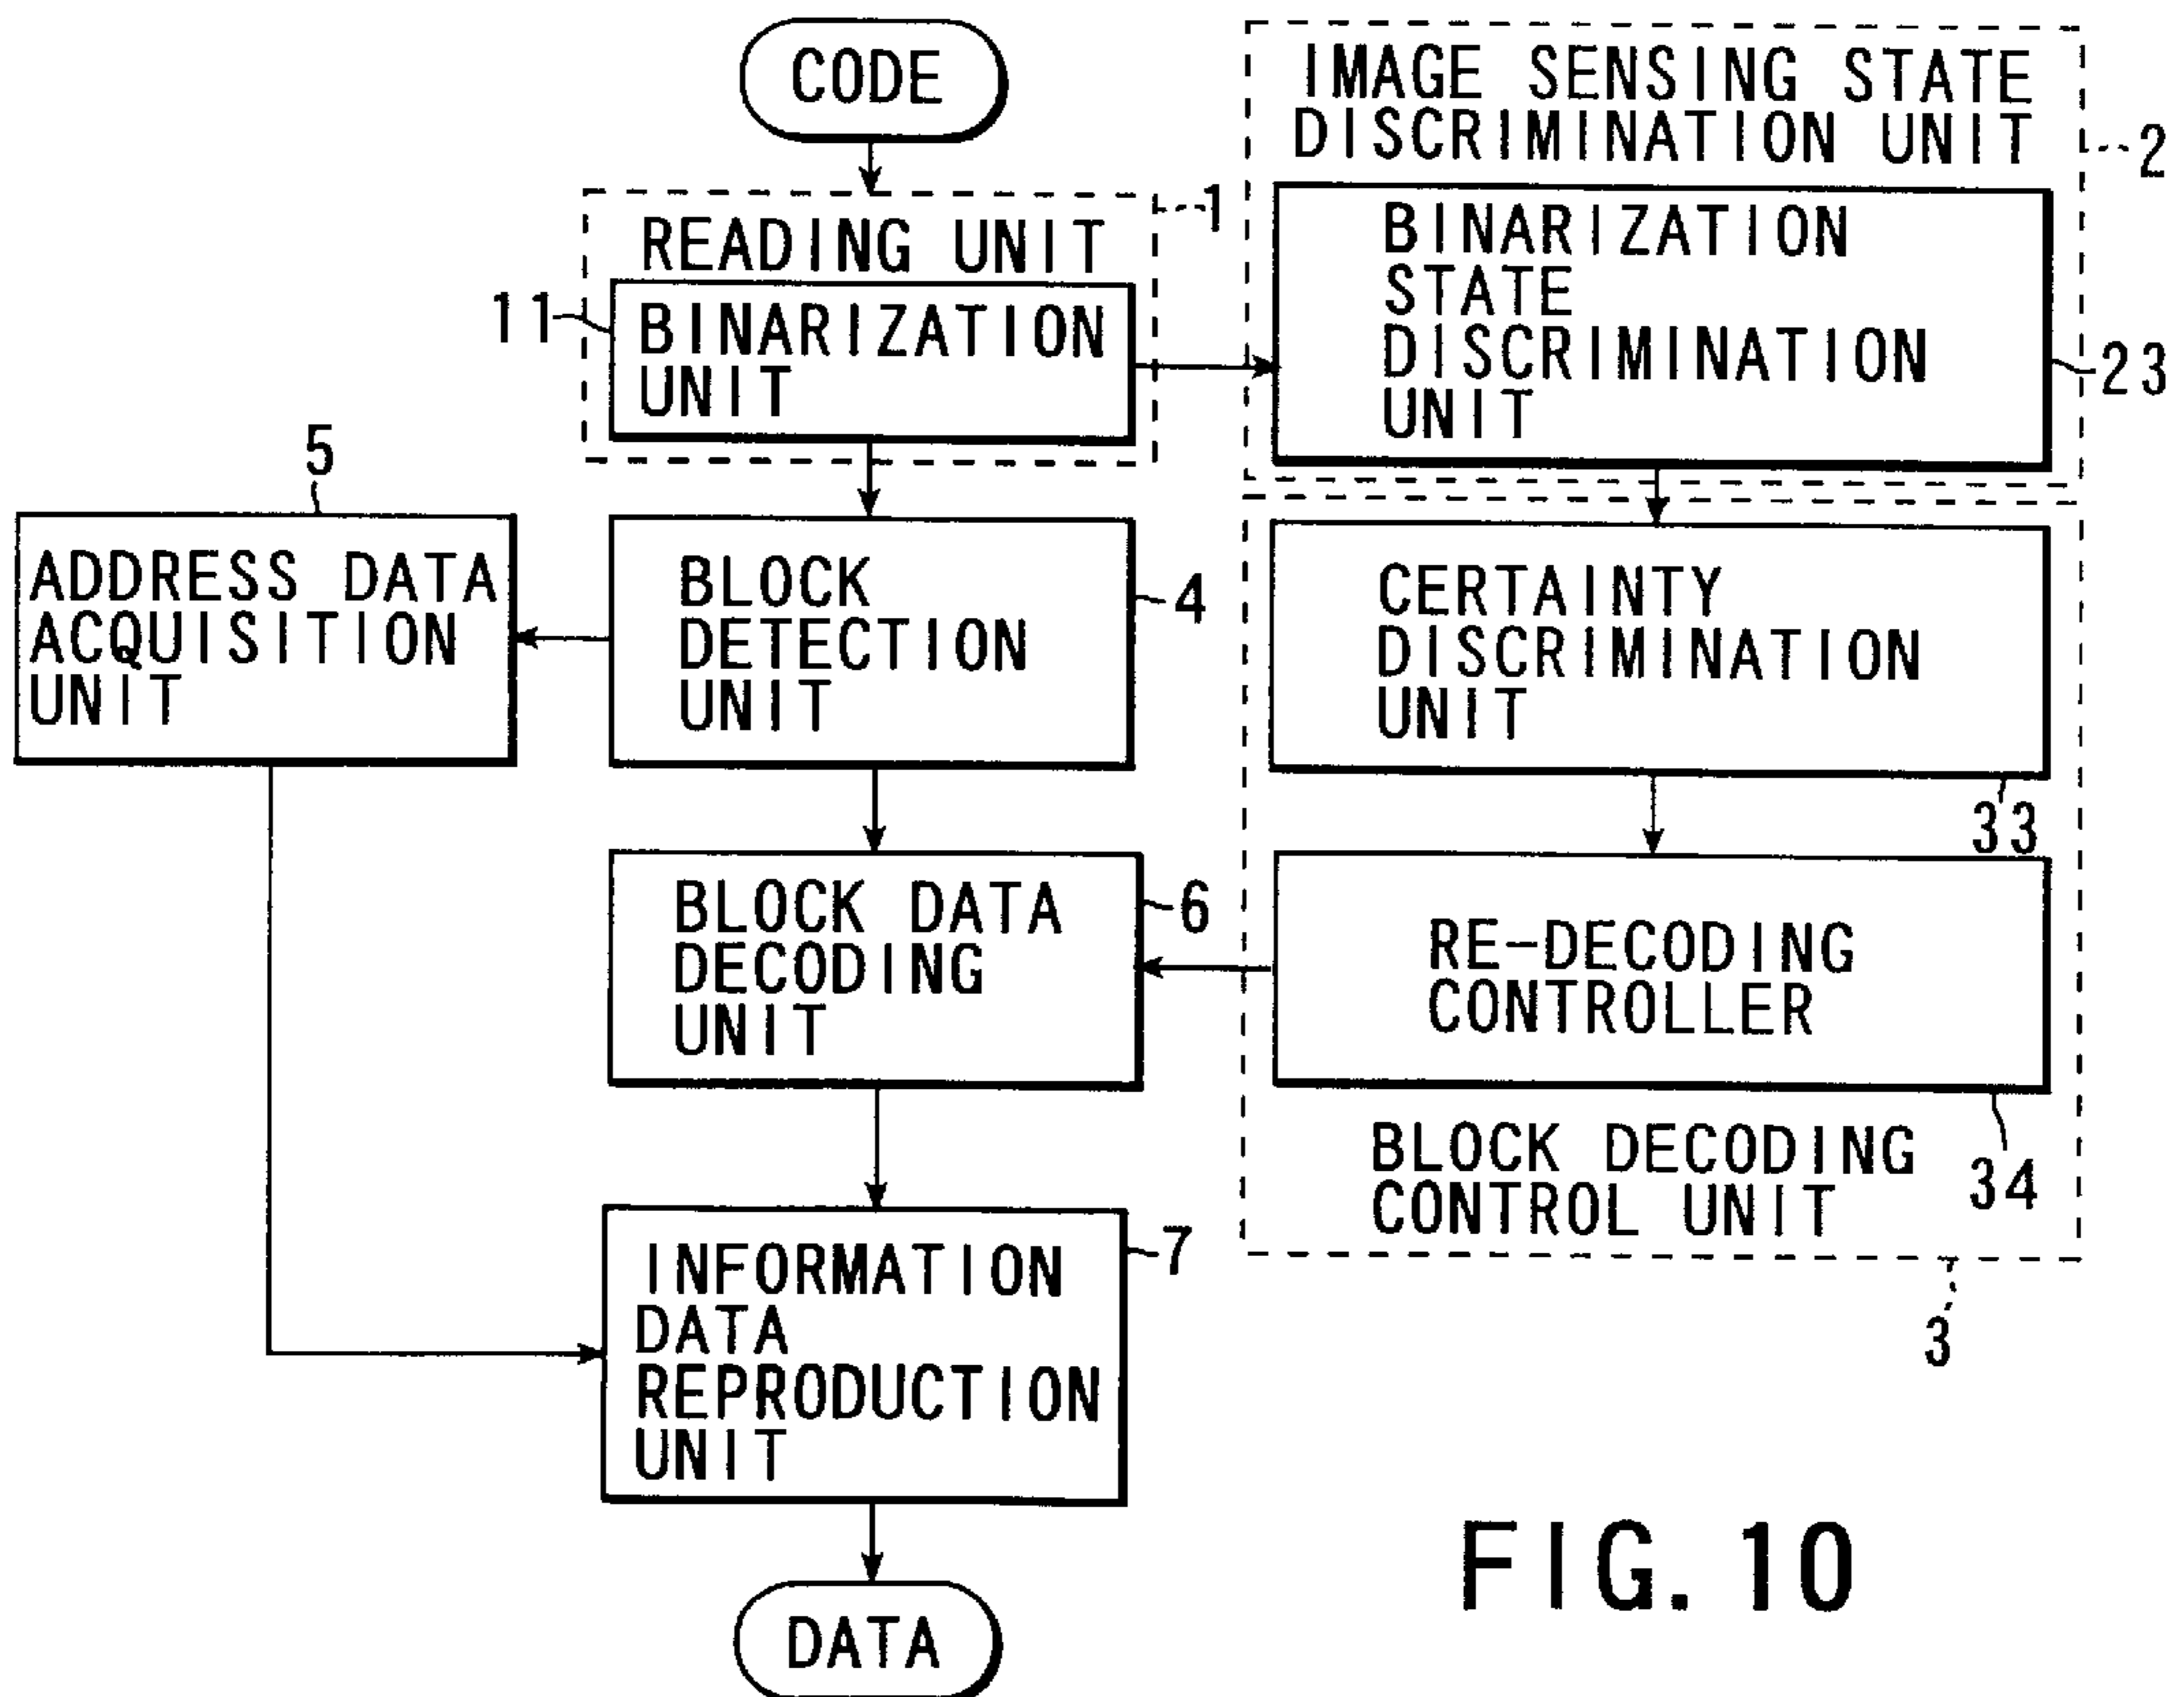 CODE
IMAGE SENSING STATE
DISCRIMINATION UNIT
2
READING UNIT
1
11
BINARIZATION
UNIT
BINARIZATION
STATE
DISCRIMINATION
UNIT
23
5
ADDRESS DATA
ACQUISITION
UNIT
BLOCK
DETECTION
UNIT
4
CERTAINTY
DISCRIMINATION
UNIT
33
BLOCK DATA
DECODING
UNIT
6
RE-DECODING
CONTROLLER
34
BLOCK DECODING
CONTROL UNIT
3
INFORMATION
DATA
REPRODUCTION
UNIT
7
DATA
FIG. 10